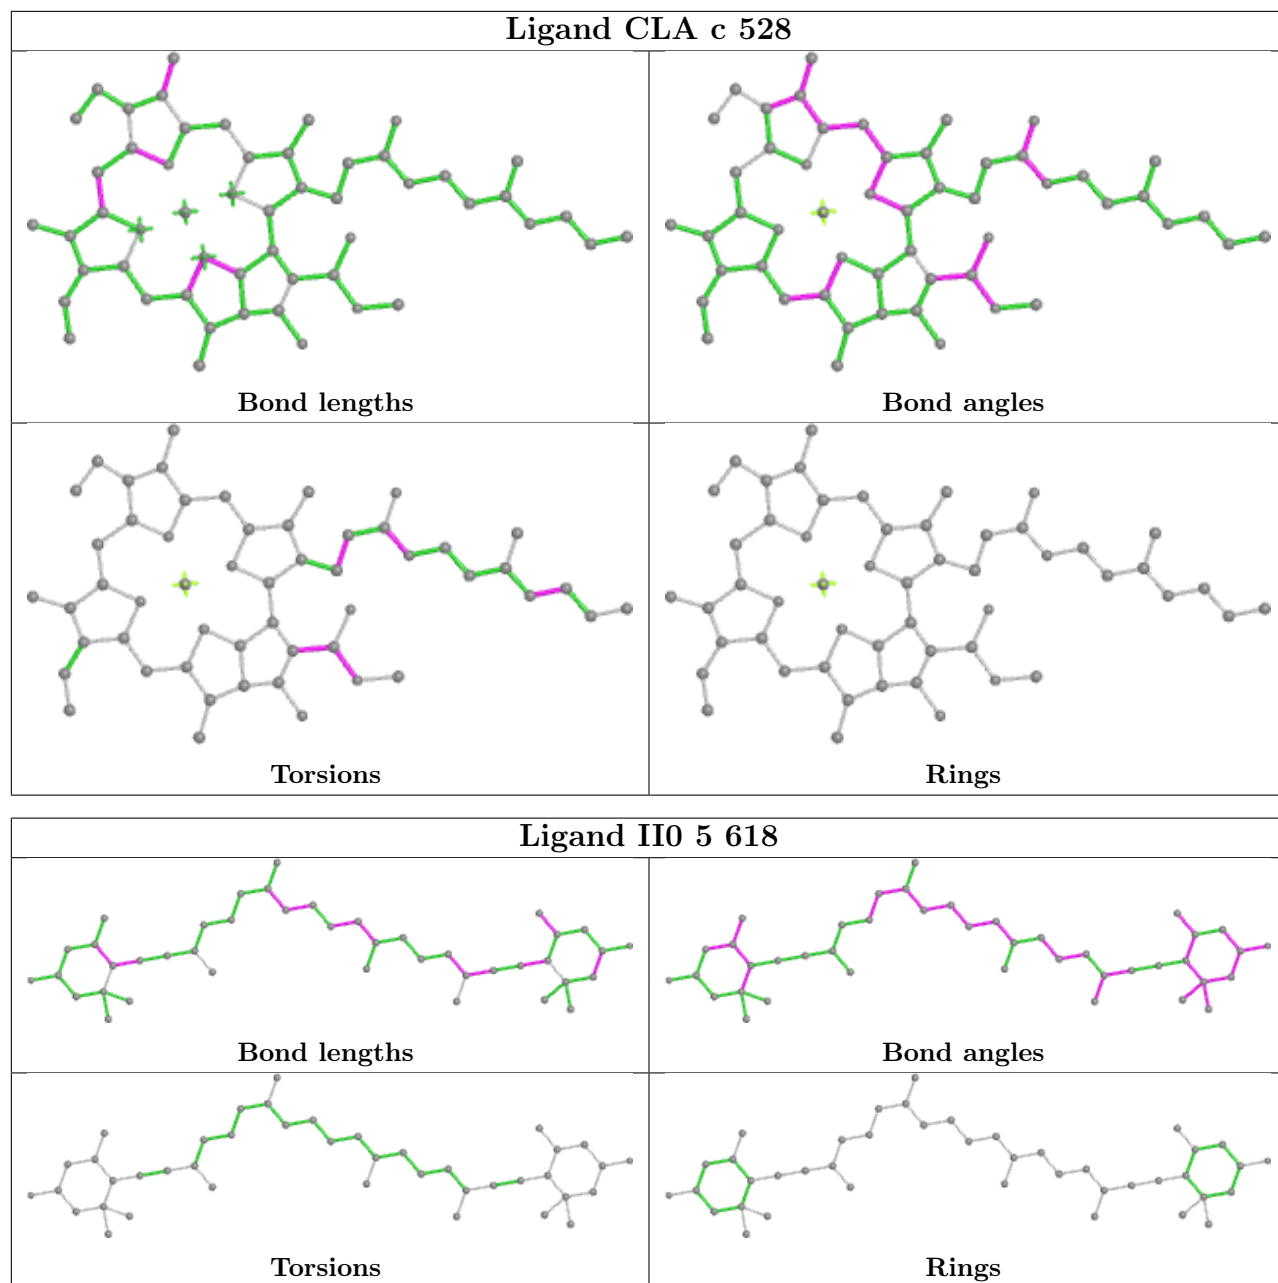 Ligand CLA c 528
Bond lengths
Bond angles
Torsions
Rings
Ligand II0 5 618
Bond lengths
Bond angles
Torsions
Rings